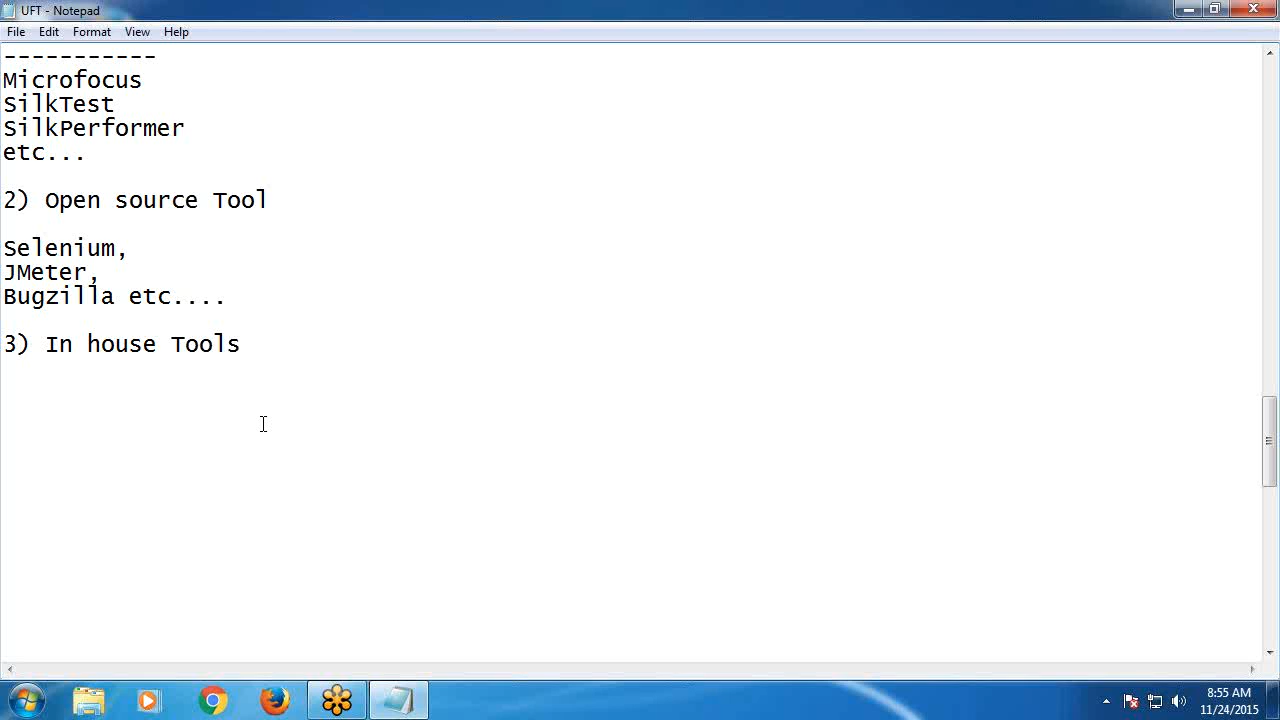 UFT - Notepad
File Edit Format View Help
-----------
Microfocus
SilkTest
SilkPerformer
etc...
2) Open source Tool
Selenium,
JMeter,
Bugzilla etc....
3) In house Tools
8:55 AM
11/24/2015